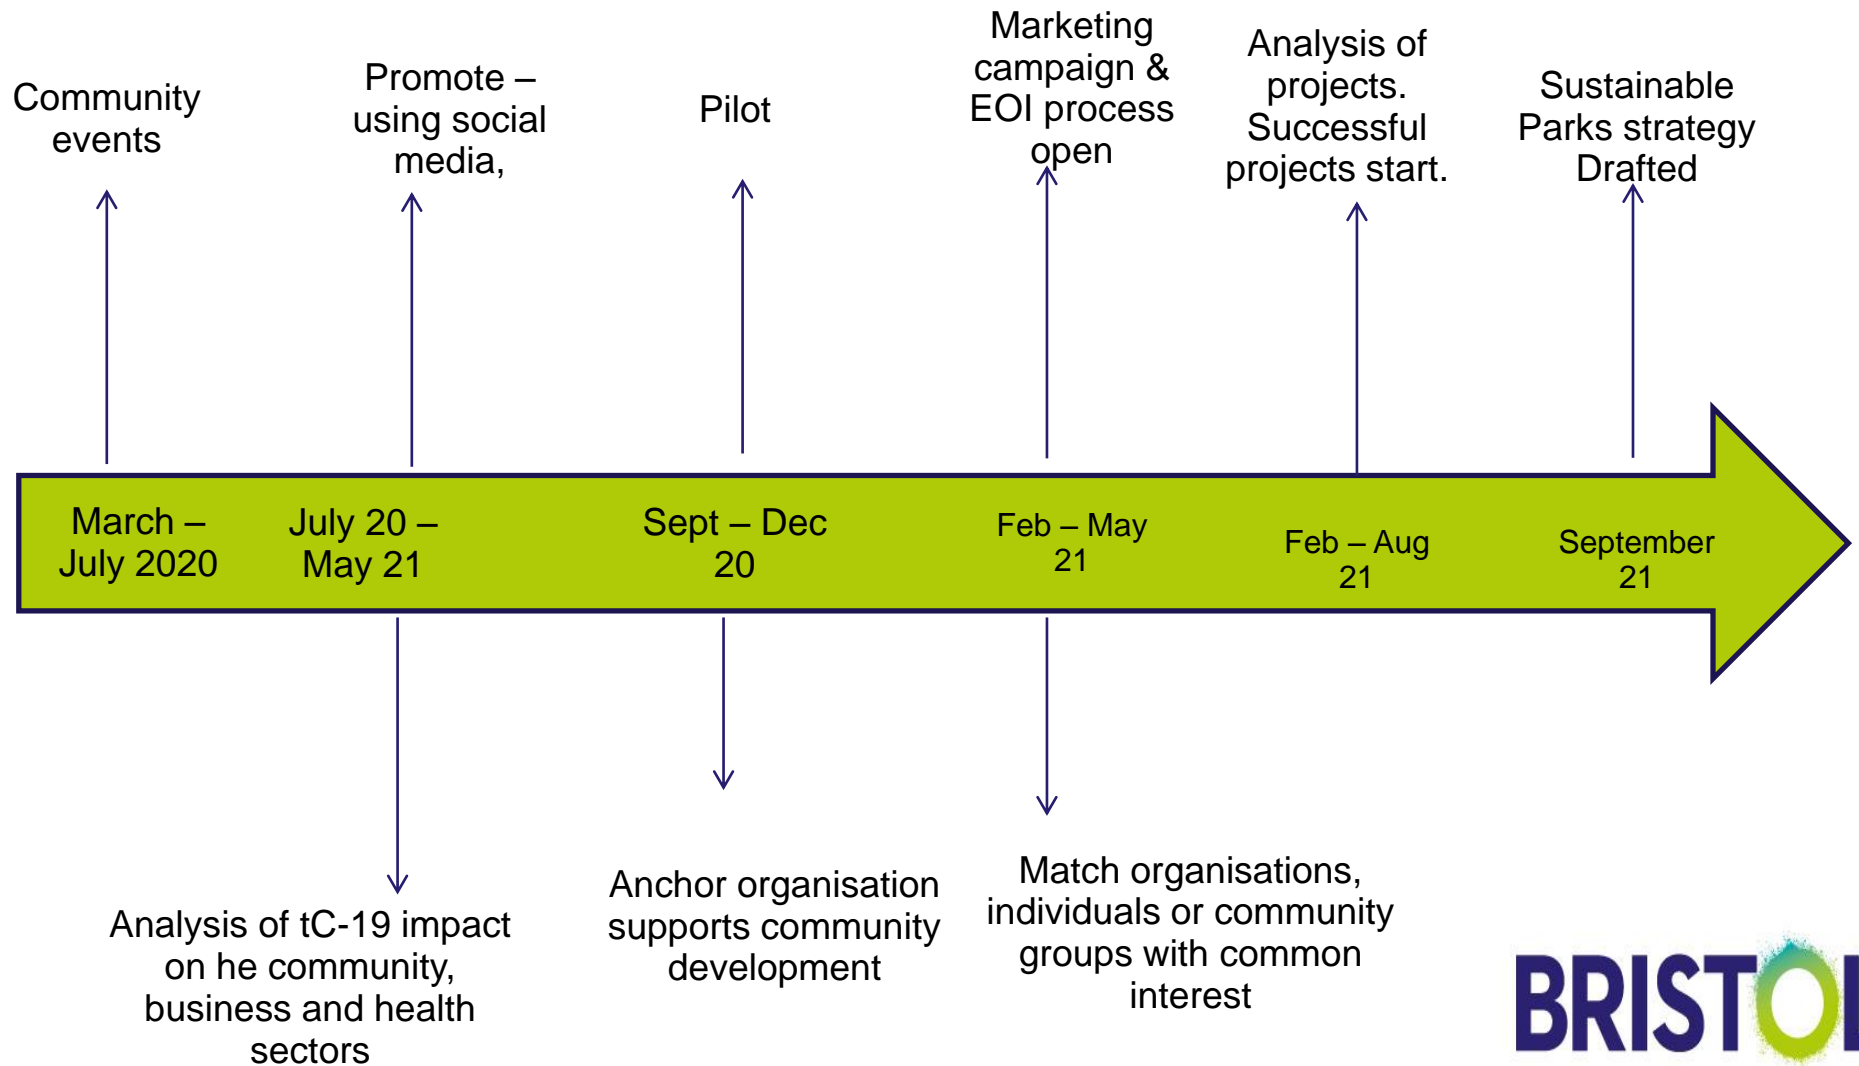 Community
events
Promote –
using social
media,
Pilot
Marketing
campaign &
EOI process
open
Analysis of
projects.
Successful
projects start.
Sustainable
Parks strategy
Drafted
March –
July 2020
July 20 –
May 21
Sept – Dec
20
Feb – May
21
Feb – Aug
21
September
21
Analysis of tC-19 impact
on he community,
business and health
sectors
Anchor organisation
supports community
development
Match organisations,
individuals or community
groups with common
interest
BRISTOL